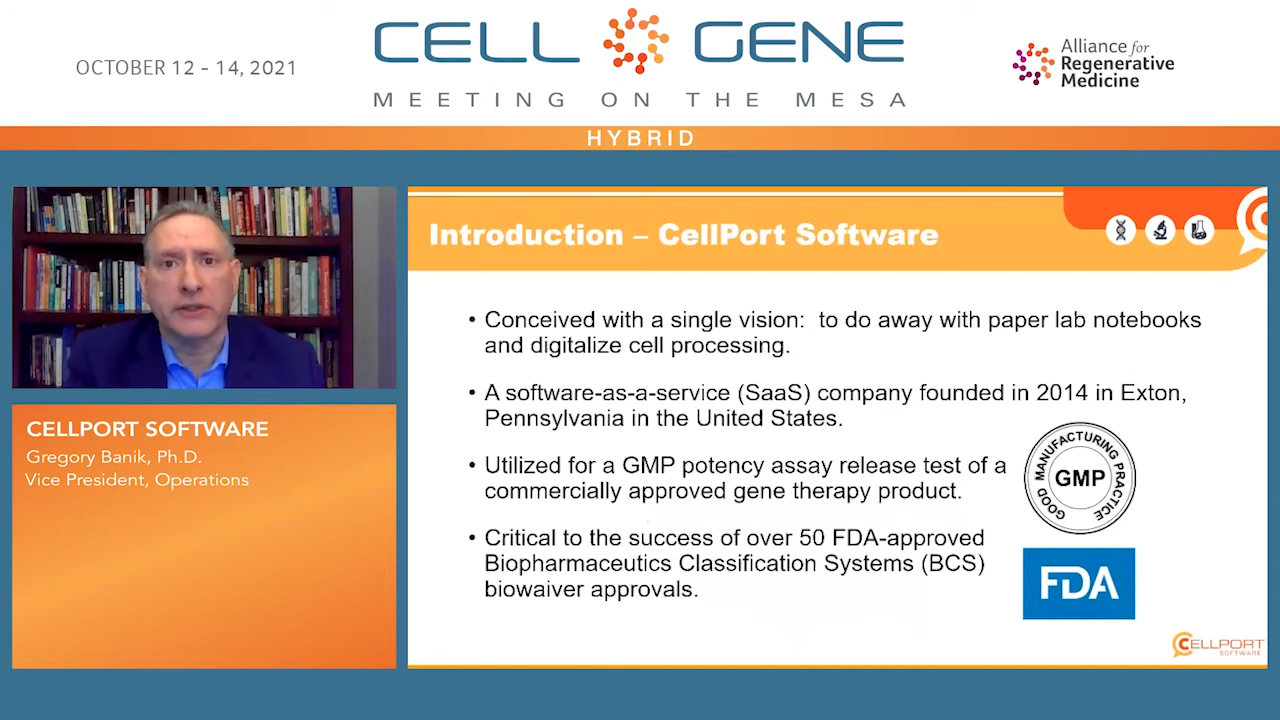 OCTOBER 12 - 14, 2021
CELL GENE
MEETING ON THE MESA
Alliance for
Regenerative
Medicine
HYBRID
CELLPORT SOFTWARE
Gregory Banik, Ph.D.
Vice President, Operations
Introduction – CellPort Software
• Conceived with a single vision: to do away with paper lab notebooks
and digitalize cell processing.
• A software-as-a-service (SaaS) company founded in 2014 in Exton,
Pennsylvania in the United States.
• Utilized for a GMP potency assay release test of a
commercially approved gene therapy product.
• Critical to the success of over 50 FDA-approved
Biopharmaceutics Classification Systems (BCS)
biowaiver approvals.
GOOD MANUFACTURING PRACTICE
GMP
FDA
CELLPORT
SOFTWARE